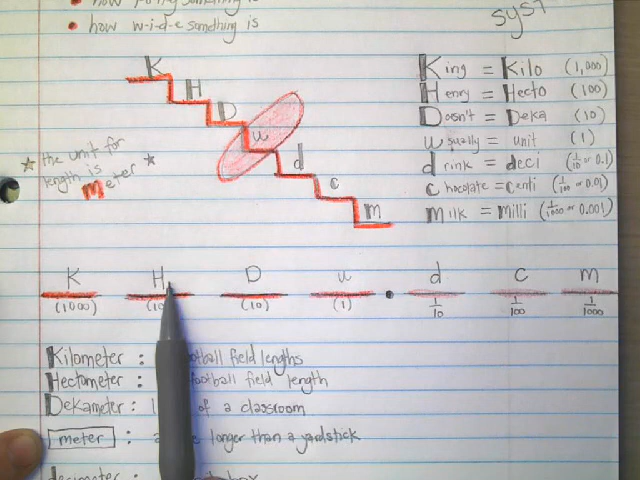 something is
• how w-i-d-e something is
syst
K
H
D
u
d
c
m
★ the unit for ★
length is
meter
King = Kilo (1,000)
Henry = Hecto (100)
Doesn't = Deka (10)
usually = unit (1)
drink = deci (1/10 or 0.1)
chocolate = centi (1/100 or 0.01)
milk = milli (1/1000 or 0.001)
K H D u • d c m
(1000) (10) (1) 1/10 1/100 1/1000
Kilometer : football field lengths
Hectometer : football field length
Dekameter : of a classroom
meter : longer than a yardstick